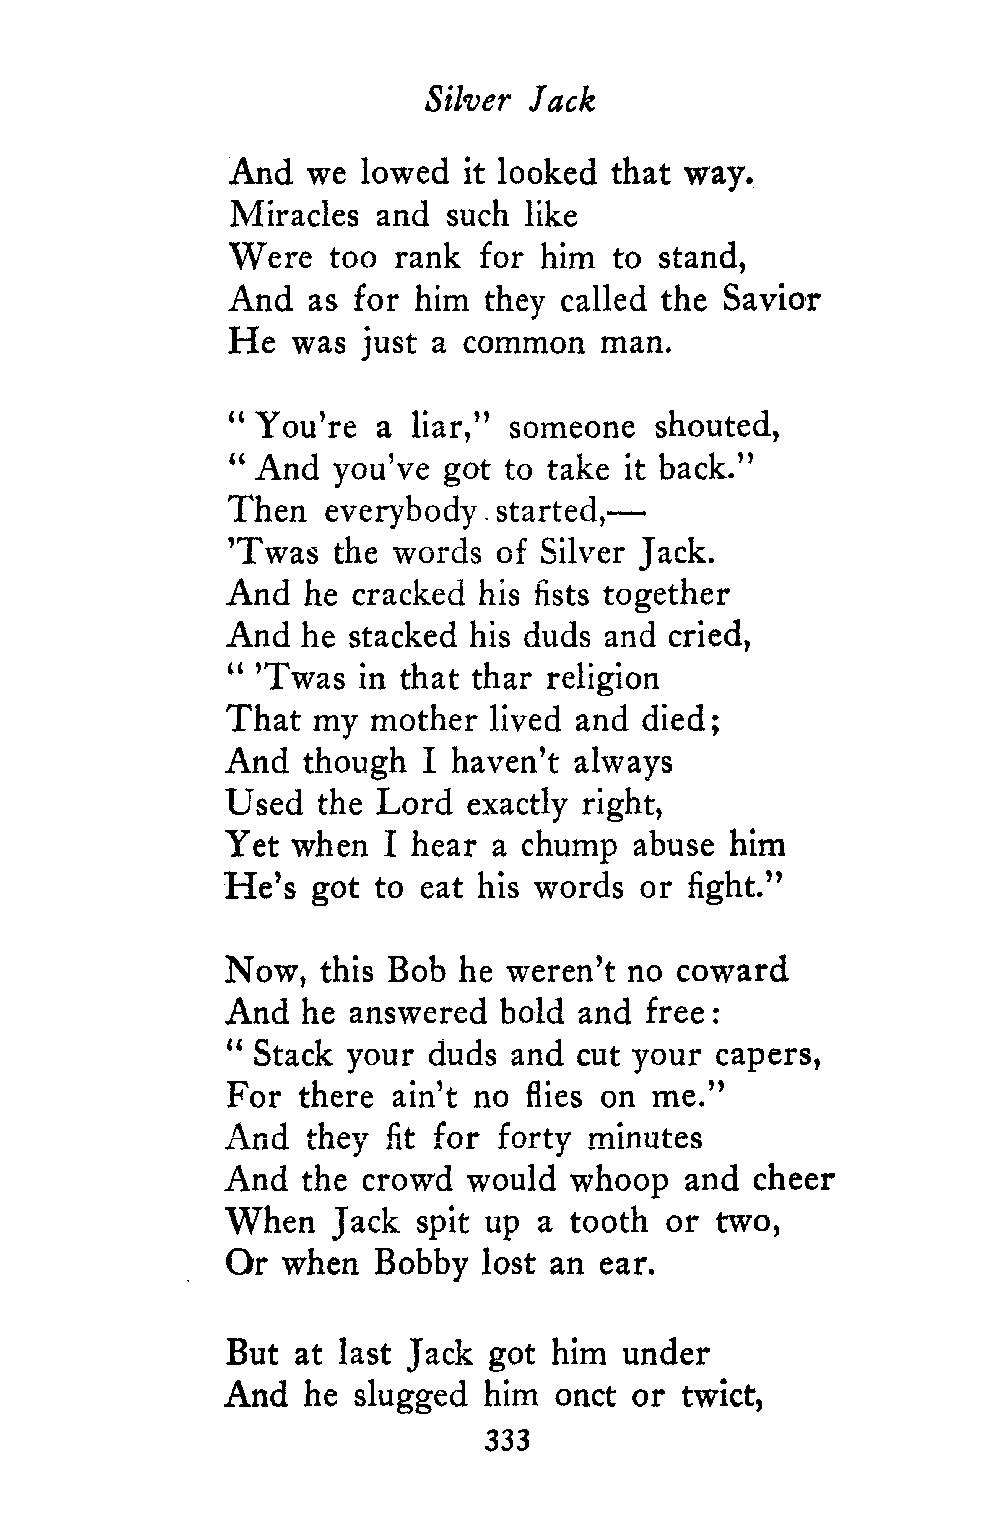 Silver Jack
And we lowed it looked that way.
Miracles and such like
Were too rank for him to stand,
And as for him they called the Savior
He was just a common man.
“ You're a liar,” someone shouted,
“ And you've got to take it back.”
Then everybody started,—
'Twas the words of Silver Jack.
And he cracked his fists together
And he stacked his duds and cried,
“ 'Twas in that thar religion
That my mother lived and died;
And though I haven't always
Used the Lord exactly right,
Yet when I hear a chump abuse him
He's got to eat his words or fight.”
Now, this Bob he weren't no coward
And he answered bold and free :
“ Stack your duds and cut your capers,
For there ain't no flies on me.”
And they fit for forty minutes
And the crowd would whoop and cheer
When Jack spit up a tooth or two,
Or when Bobby lost an ear.
But at last Jack got him under
And he slugged him onct or twict,
333